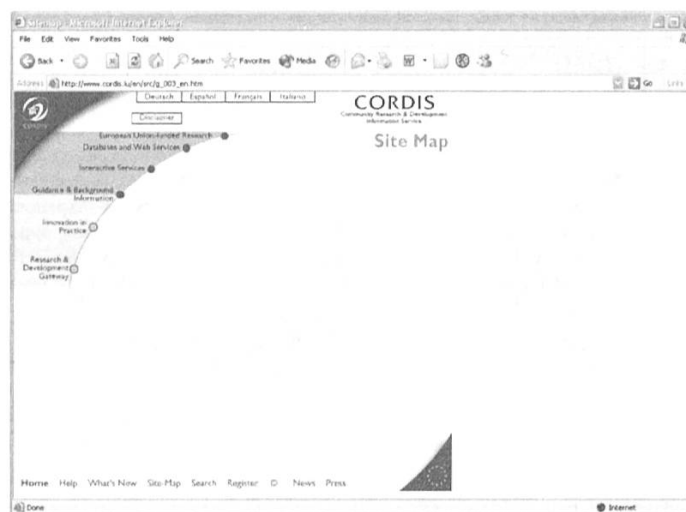 Sitemap - Microsoft Internet Explorer
File Edit View Favorites Tools Help
Back Search Favorites Media
Address http://www.cordis.lu/en/src/g_003_en.htm Go Links
Deutsch Español Français Italiano
CORDIS
Community Research & Development
Information Service
Disclaimer
Site Map
European Union-funded Research
Databases and Web Services
Interactive Services
Guidance & Background
Information
Innovation in
Practice
Research &
Development
Gateway
Home Help What's New Site-Map Search Register © News Press
Done Internet